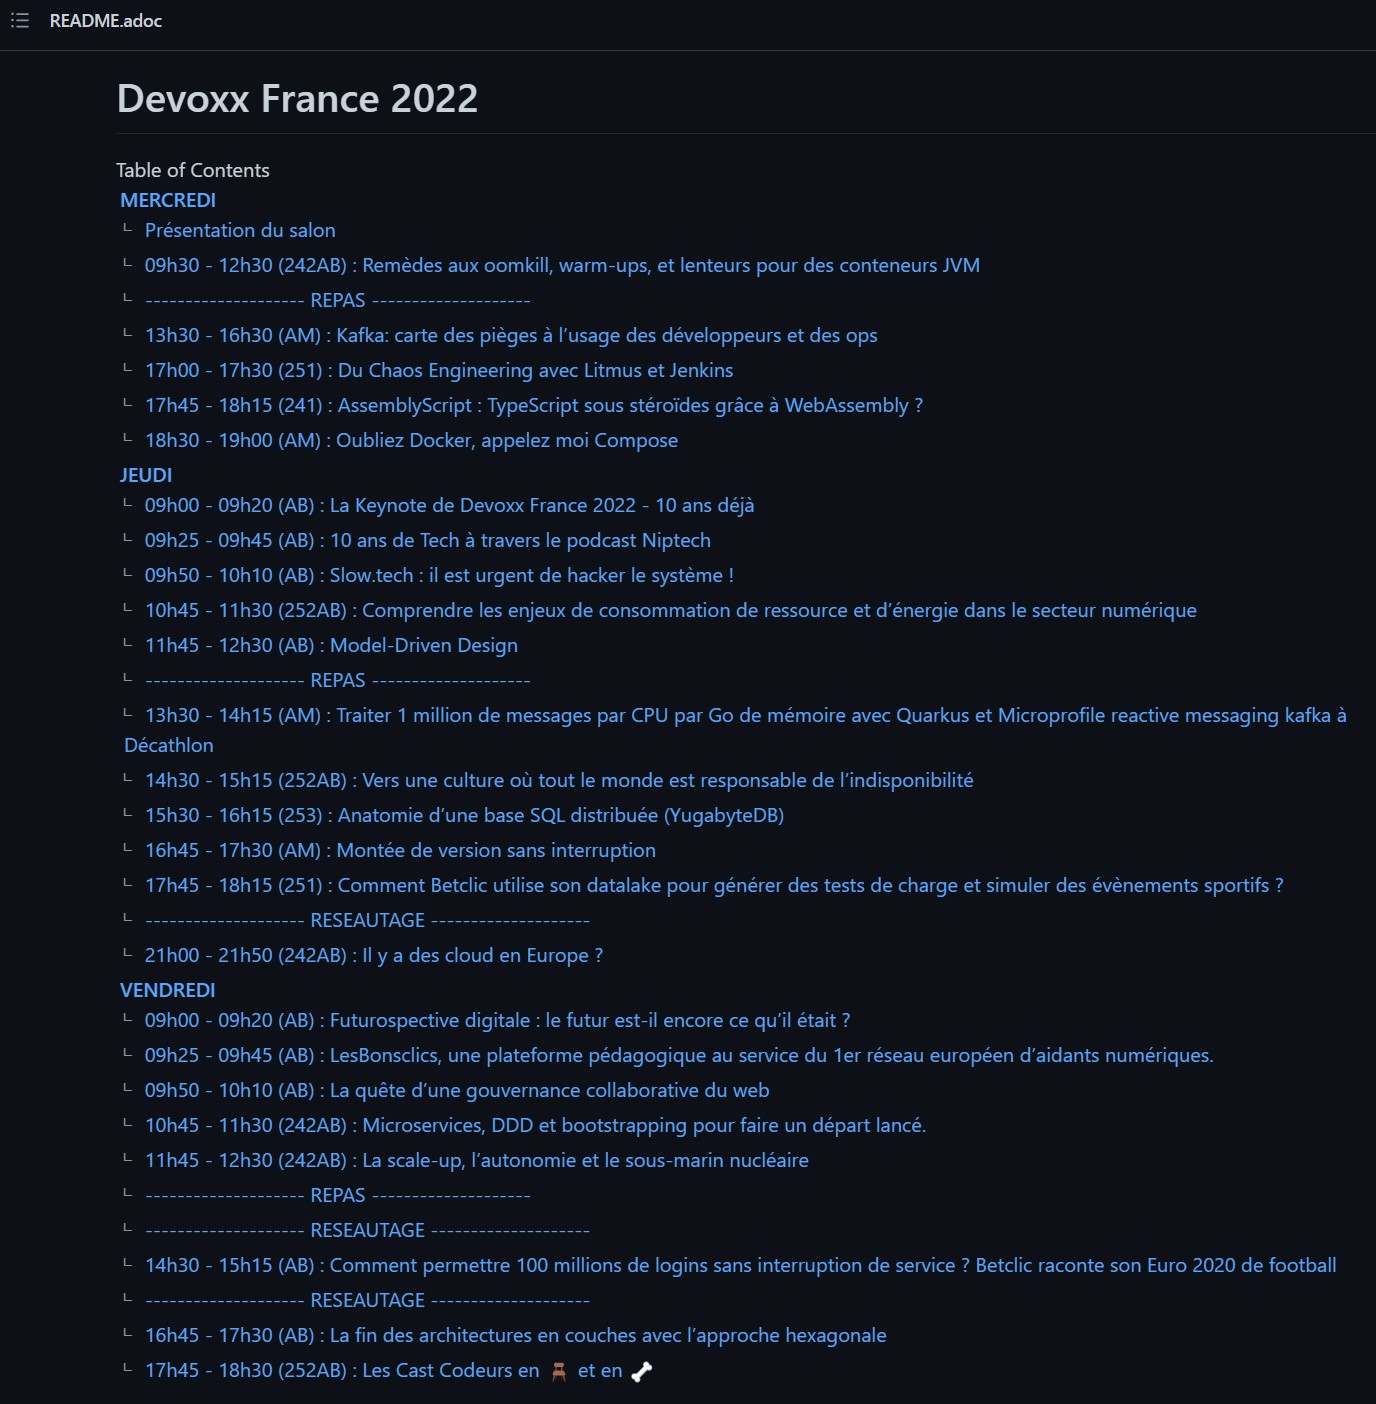 README.adoc
Devoxx France 2022
Table of Contents
MERCREDI
Présentation du salon
09h30 - 12h30 (242AB) : Remèdes aux oomkill, warm-ups, et lenteurs pour des conteneurs JVM
-------------------- REPAS --------------------
13h30 - 16h30 (AM) : Kafka: carte des pièges à l’usage des développeurs et des ops
17h00 - 17h30 (251) : Du Chaos Engineering avec Litmus et Jenkins
17h45 - 18h15 (241) : AssemblyScript : TypeScript sous stéroïdes grâce à WebAssembly ?
18h30 - 19h00 (AM) : Oubliez Docker, appelez moi Compose
JEUDI
09h00 - 09h20 (AB) : La Keynote de Devoxx France 2022 - 10 ans déjà
09h25 - 09h45 (AB) : 10 ans de Tech à travers le podcast Niptech
09h50 - 10h10 (AB) : Slow.tech : il est urgent de hacker le système !
10h45 - 11h30 (252AB) : Comprendre les enjeux de consommation de ressource et d’énergie dans le secteur numérique
11h45 - 12h30 (AB) : Model-Driven Design
-------------------- REPAS --------------------
13h30 - 14h15 (AM) : Traiter 1 million de messages par CPU par Go de mémoire avec Quarkus et Microprofile reactive messaging kafka à
Décathlon
14h30 - 15h15 (252AB) : Vers une culture où tout le monde est responsable de l’indisponibilité
15h30 - 16h15 (253) : Anatomie d’une base SQL distribuée (YugabyteDB)
16h45 - 17h30 (AM) : Montée de version sans interruption
17h45 - 18h15 (251) : Comment Betclic utilise son datalake pour générer des tests de charge et simuler des évènements sportifs ?
-------------------- RESEAUTAGE --------------------
21h00 - 21h50 (242AB) : Il y a des cloud en Europe ?
VENDREDI
09h00 - 09h20 (AB) : Futurospective digitale : le futur est-il encore ce qu’il était ?
09h25 - 09h45 (AB) : LesBonsclics, une plateforme pédagogique au service du 1er réseau européen d’aidants numériques.
09h50 - 10h10 (AB) : La quête d’une gouvernance collaborative du web
10h45 - 11h30 (242AB) : Microservices, DDD et bootstrapping pour faire un départ lancé.
11h45 - 12h30 (242AB) : La scale-up, l’autonomie et le sous-marin nucléaire
-------------------- REPAS --------------------
-------------------- RESEAUTAGE --------------------
14h30 - 15h15 (AB) : Comment permettre 100 millions de logins sans interruption de service ? Betclic raconte son Euro 2020 de football
-------------------- RESEAUTAGE --------------------
16h45 - 17h30 (AB) : La fin des architectures en couches avec l’approche hexagonale
17h45 - 18h30 (252AB) : Les Cast Codeurs en 🪑 et en 🦴